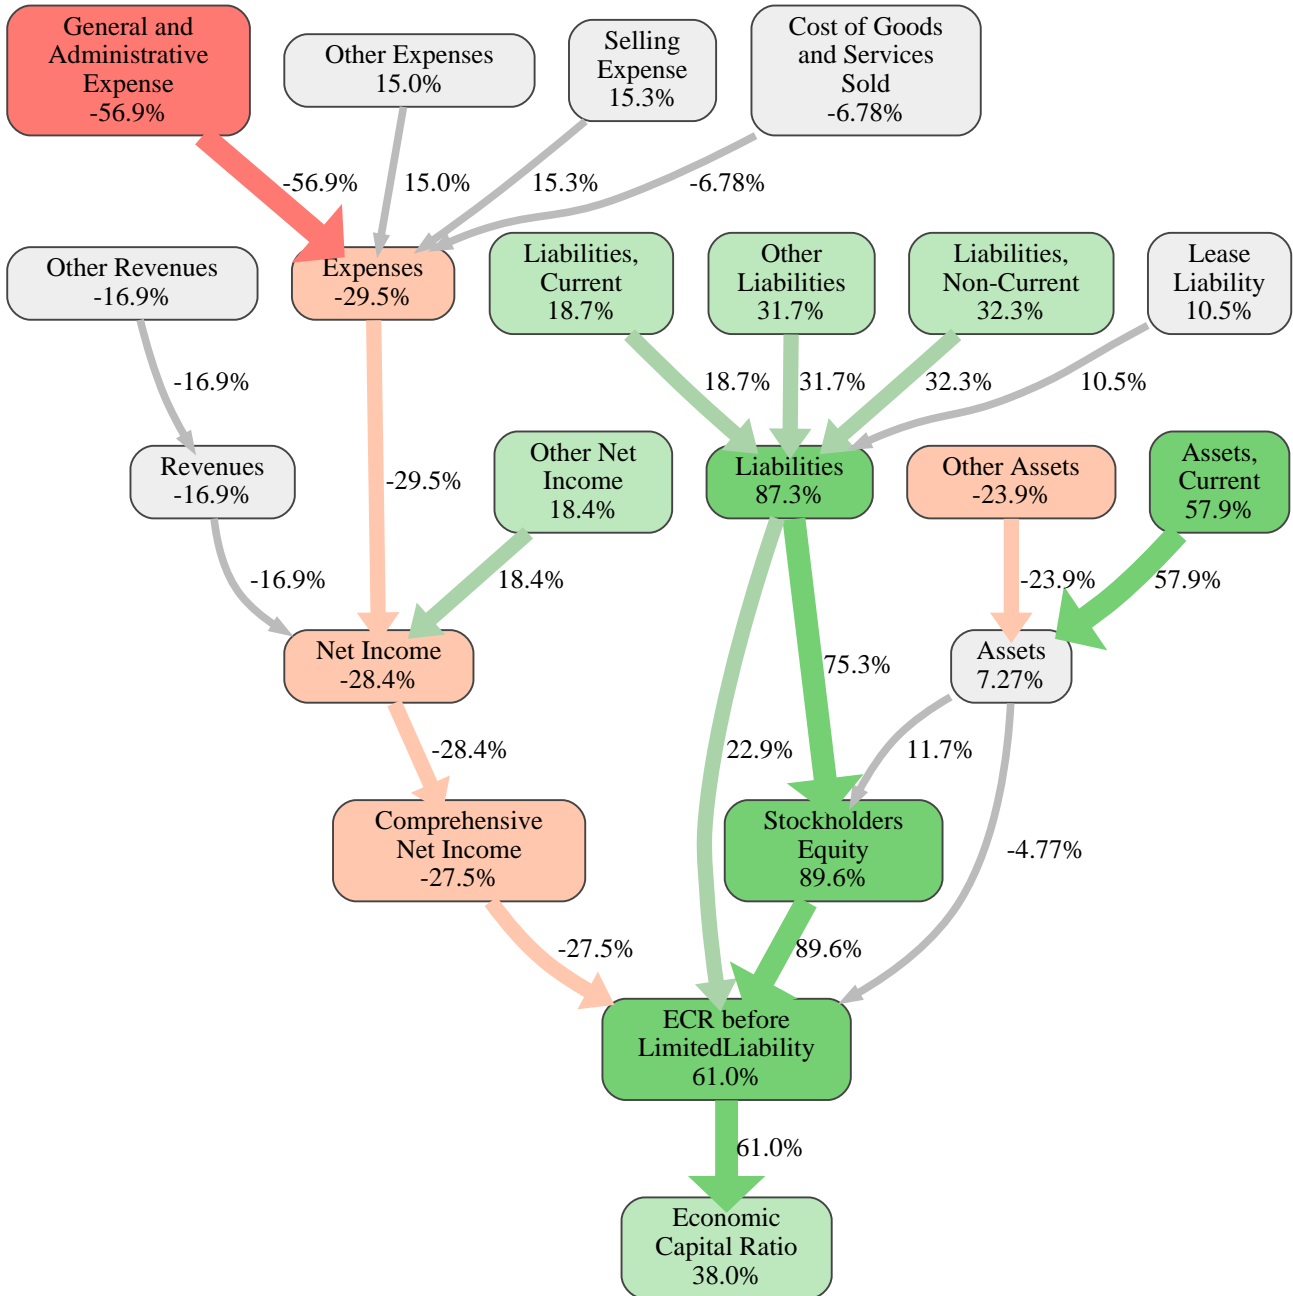 General and
Administrative
Expense
-56.9%
Other Expenses
15.0%
Selling
Expense
15.3%
Cost of Goods
and Services
Sold
-6.78%
-56.9%
15.0%
15.3%
-6.78%
Other Revenues
-16.9%
Expenses
-29.5%
Liabilities,
Current
18.7%
Other
Liabilities
31.7%
Liabilities,
Non-Current
32.3%
Lease
Liability
10.5%
-16.9%
18.7%
31.7%
32.3%
10.5%
Revenues
-16.9%
-29.5%
Other Net
Income
18.4%
Liabilities
87.3%
Other Assets
-23.9%
Assets,
Current
57.9%
-16.9%
18.4%
-23.9%
57.9%
Net Income
-28.4%
75.3%
Assets
7.27%
-28.4%
22.9%
11.7%
Comprehensive
Net Income
-27.5%
Stockholders
Equity
89.6%
-4.77%
-27.5%
89.6%
ECR before
LimitedLiability
61.0%
61.0%
Economic
Capital Ratio
38.0%